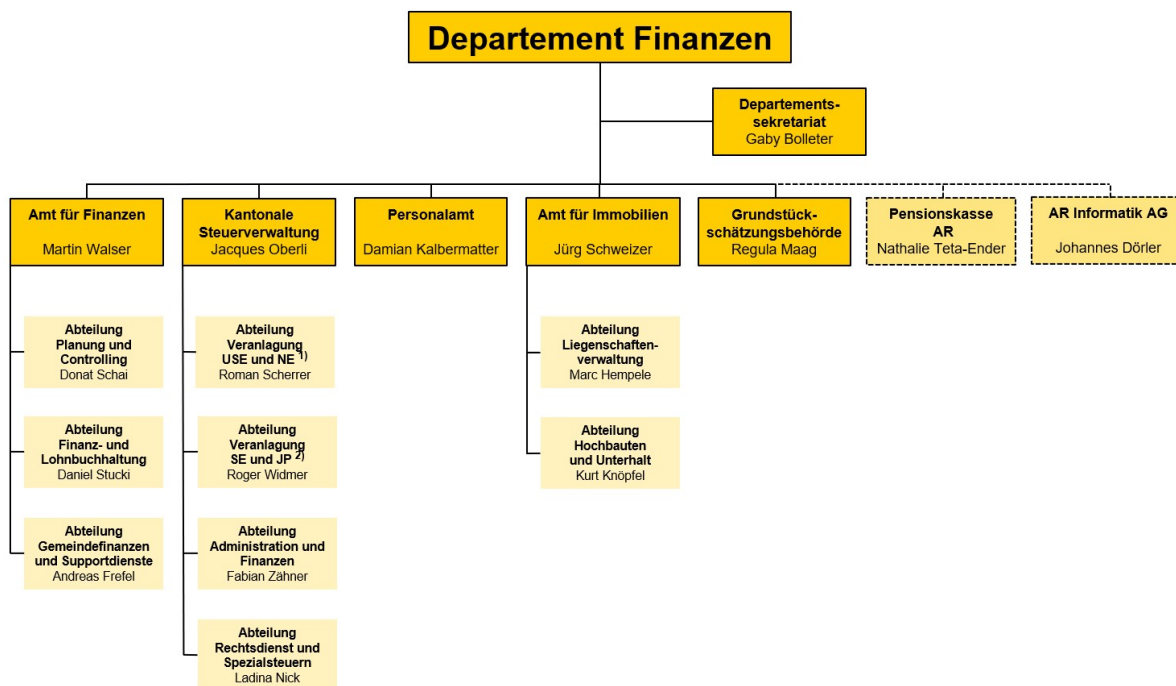 Departement Finanzen
Departements-
sekretariat
Gaby Bolleter
Amt für Finanzen
Martin Walser
Kantonale
Steuerverwaltung
Jacques Oberli
Personalamt
Damian Kalbermatter
Amt für Immobilien
Jürg Schweizer
Grundstück-
schätzungsbehörde
Regula Maag
Pensionskasse
AR
Nathalie Teta-Ender
AR Informatik AG
Johannes Dörler
Abteilung
Planung und
Controlling
Donat Schai
Abteilung
Finanz- und
Lohnbuchhaltung
Daniel Stucki
Abteilung
Gemeindefinanzen
und Supportdienste
Andreas Frefel
Abteilung
Veranlagung
USE und NE 1)
Roman Scherrer
Abteilung
Veranlagung
SE und JP 2)
Roger Widmer
Abteilung
Administration und
Finanzen
Fabian Zähner
Abteilung
Rechtsdienst und
Spezialsteuern
Ladina Nick
Abteilung
Liegenschaften-
verwaltung
Marc Hempele
Abteilung
Hochbauten
und Unterhalt
Kurt Knöpfel